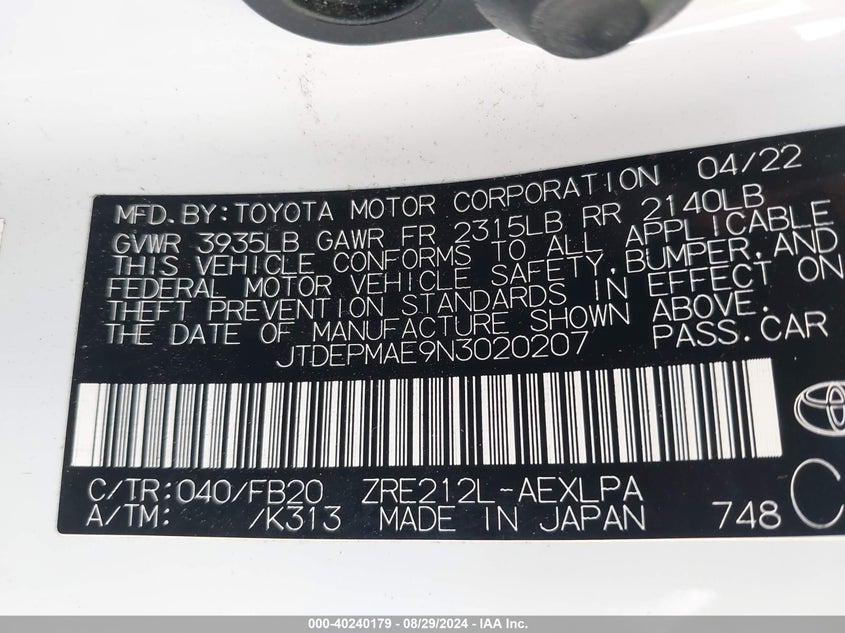 MFD. BY: TOYOTA MOTOR CORPORATION 04/22
GVWR 3935LB GAWR FR 2315LB RR 2140LB
THIS VEHICLE CONFORMS TO ALL APPLICABLE
FEDERAL MOTOR VEHICLE SAFETY, BUMPER, AND
THEFT PREVENTION STANDARDS IN EFFECT ON
THE DATE OF MANUFACTURE SHOWN ABOVE.
JTDEPMAE9N3020207 PASS. CAR
C/TR: 040/FB20 ZRE212L-AEXLPA
A/TM: /K313 MADE IN JAPAN 748 C
000-40240179 | 08/29/2024 - IAA Inc.